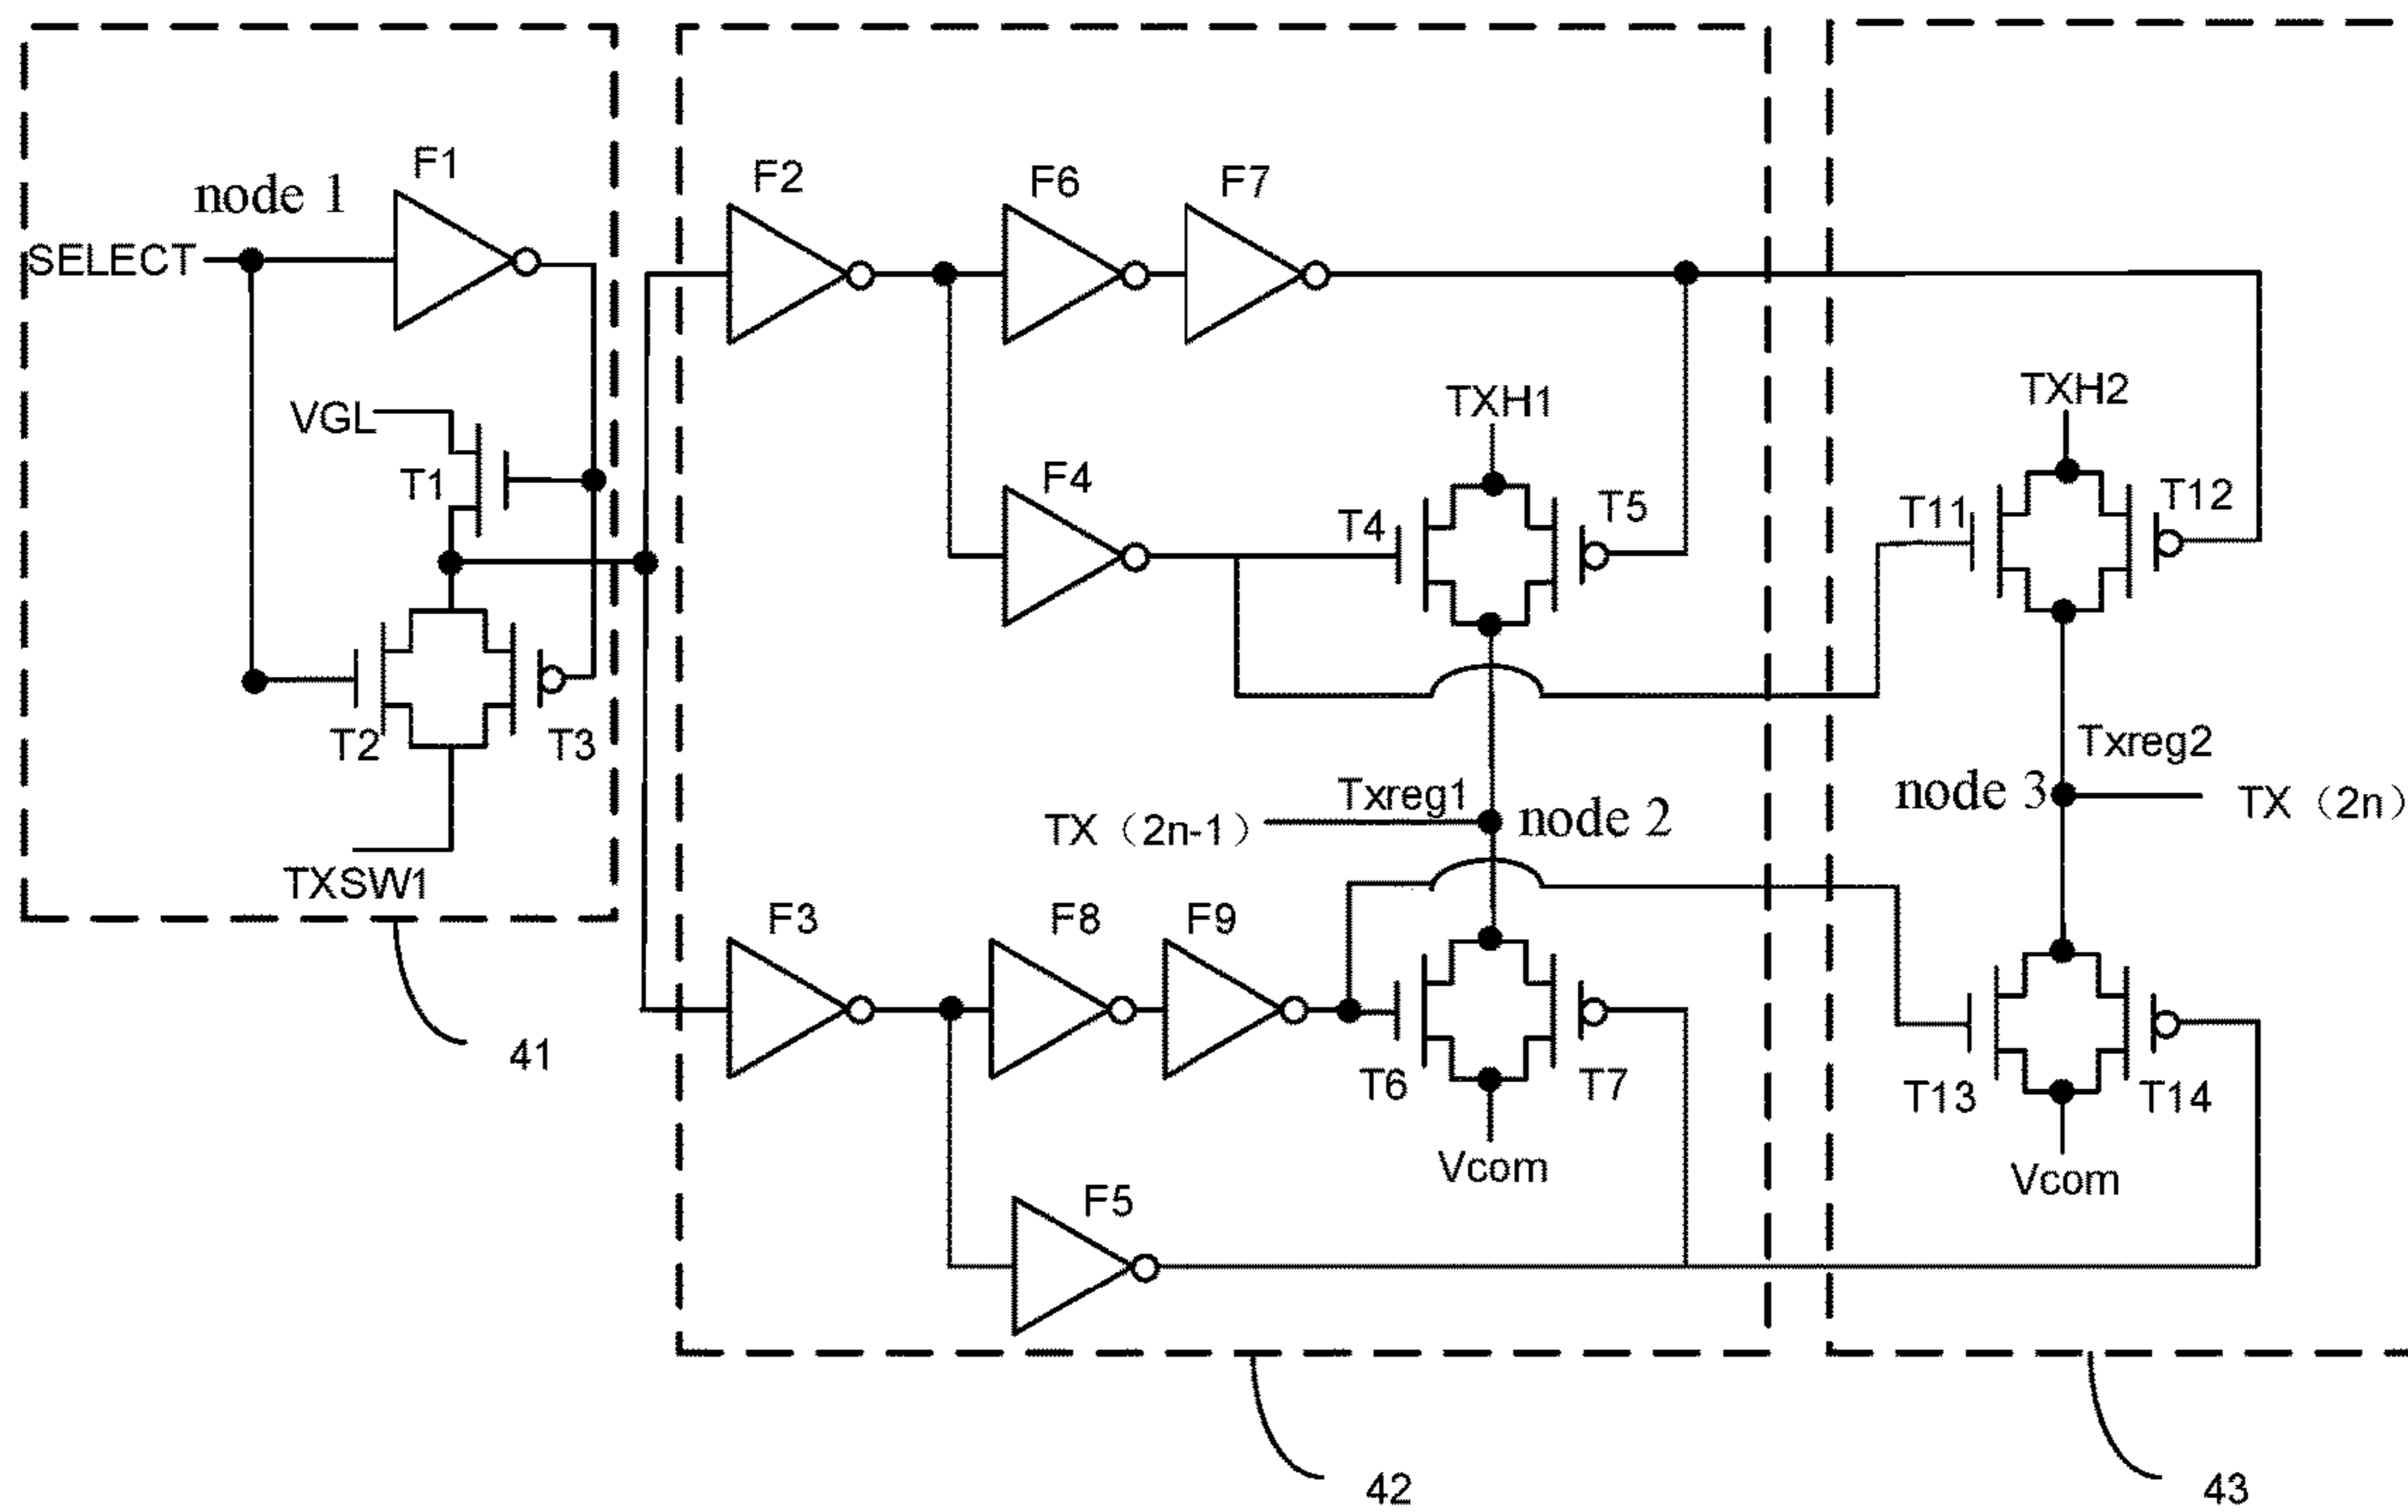 node 1
F1
SELECT
VGL
T1
T2
T3
TXSW1
41
F2
F6
F7
F4
TXH1
T4
T5
Txreg1
TX（2n-1）
node 2
F3
F8
F9
T6
T7
Vcom
F5
42
TXH2
T11
T12
Txreg2
node 3
TX（2n）
T13
T14
Vcom
43